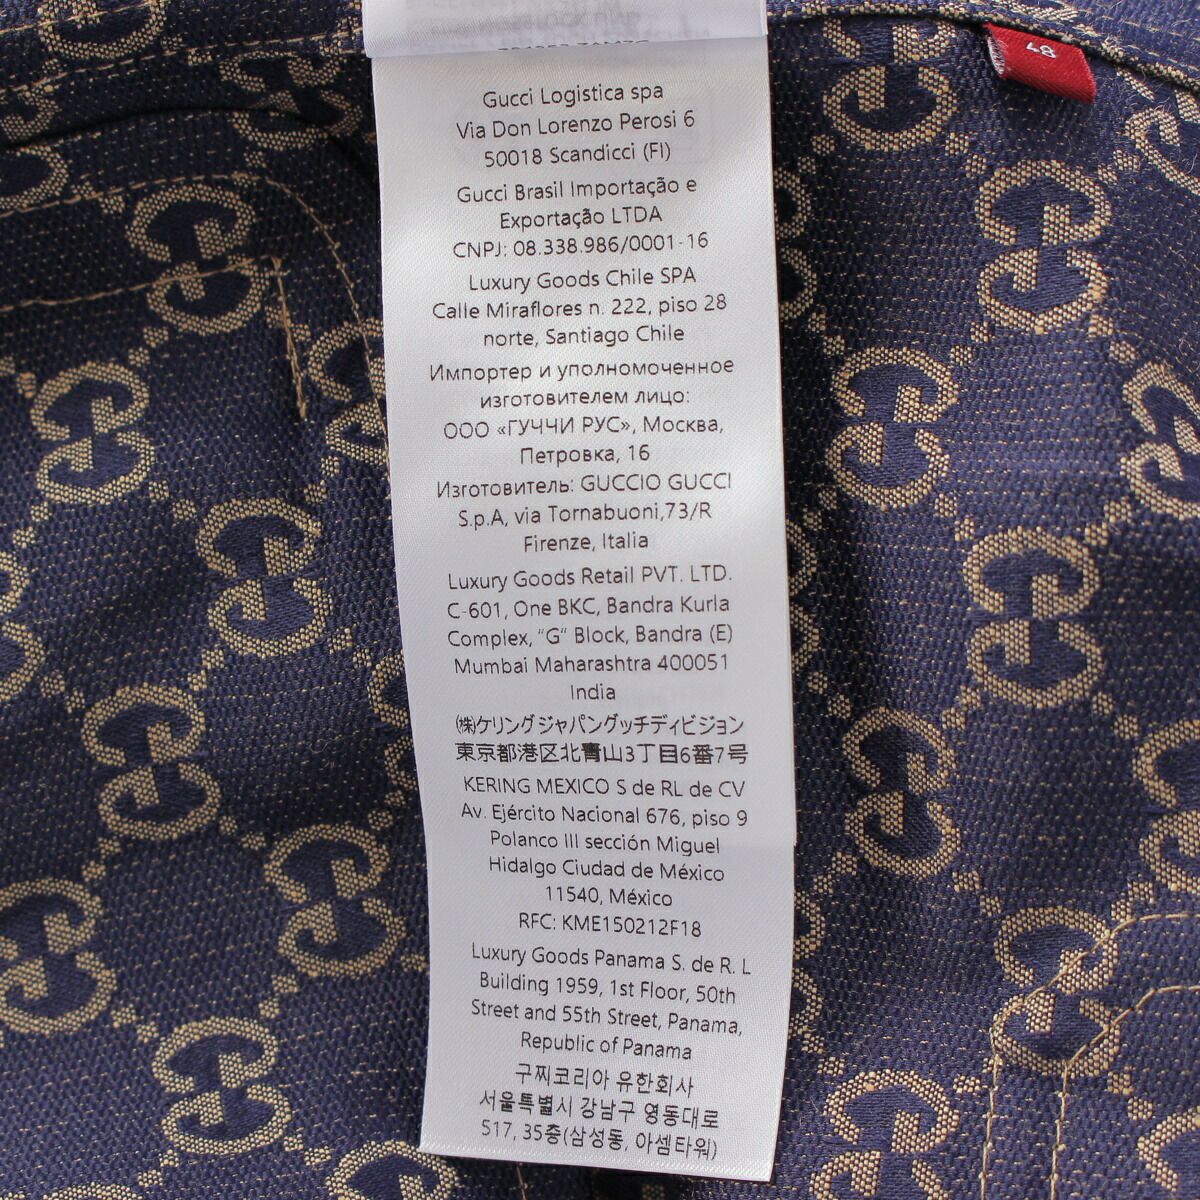 48
Gucci Logistica spa
Via Don Lorenzo Perosi 6
50018 Scandicci (FI)
Gucci Brasil Importação e
Exportação LTDA
CNPJ: 08.338.986/0001-16
Luxury Goods Chile SPA
Calle Miraflores n. 222, piso 28
norte, Santiago Chile
Импортер и уполномоченное
изготовителем лицо:
ООО «ГУЧЧИ РУС», Москва,
Петровка, 16
Изготовитель: GUCCIO GUCCI
S.p.A, via Tornabuoni,73/R
Firenze, Italia
Luxury Goods Retail PVT. LTD.
C-601, One BKC, Bandra Kurla
Complex, "G" Block, Bandra (E)
Mumbai Maharashtra 400051
India
㈱ケリングジャパングッチディビジョン
東京都港区北青山3丁目6番7号
KERING MEXICO S de RL de CV
Av. Ejército Nacional 676, piso 9
Polanco III sección Miguel
Hidalgo Ciudad de México
11540, México
RFC: KME150212F18
Luxury Goods Panama S. de R. L
Building 1959, 1st Floor, 50th
Street and 55th Street, Panama,
Republic of Panama
구찌코리아 유한회사
서울특별시 강남구 영동대로
517, 35층(삼성동, 아셈타워)